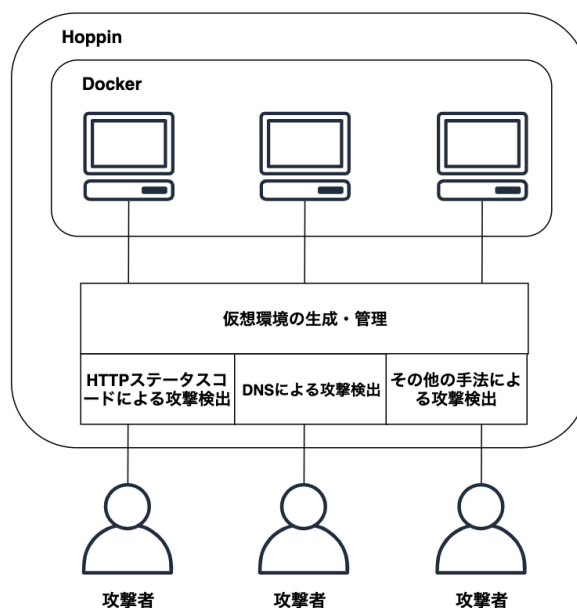 Hoppin
Docker
仮想環境の生成・管理
HTTPステータスコ
ードによる攻撃検出
DNSによる攻撃検出
その他の手法によ
る攻撃検出
攻撃者
攻撃者
攻撃者